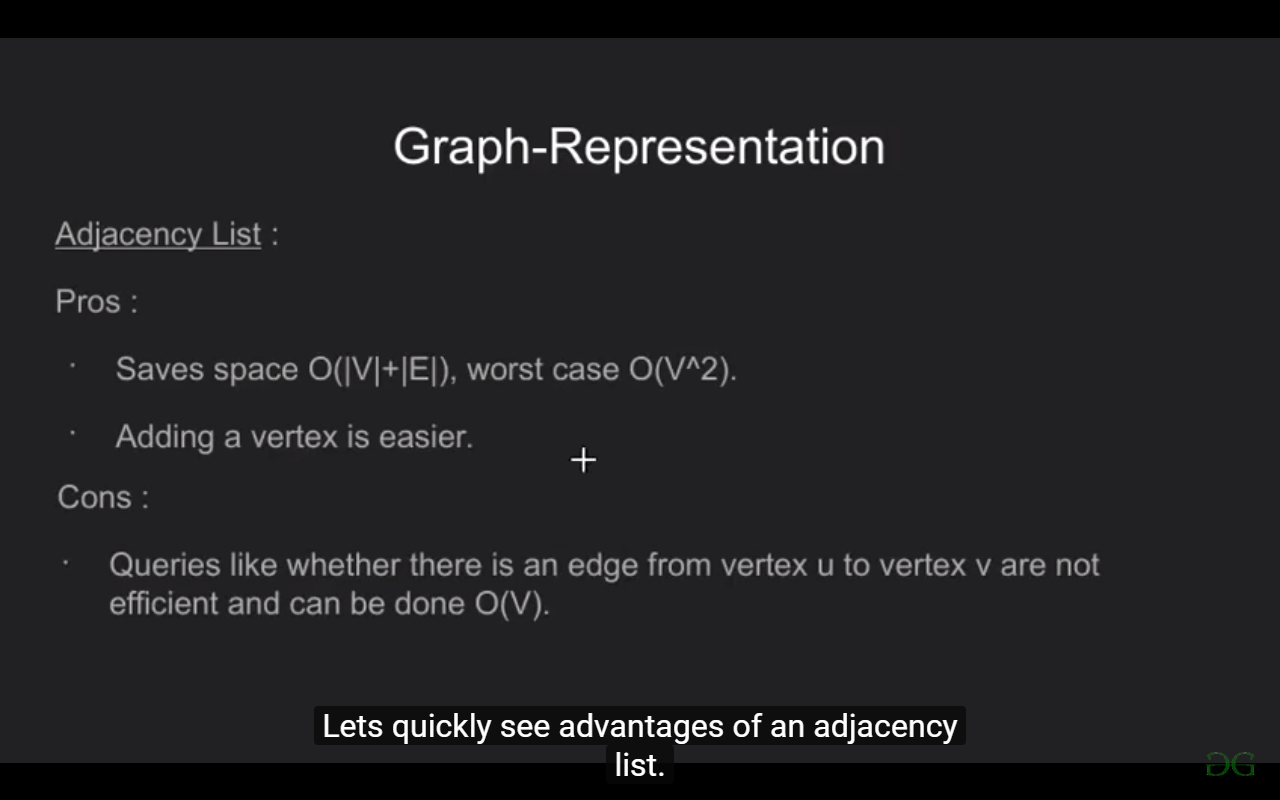 Graph-Representation
Adjacency List :
Pros :
· Saves space O(|V|+|E|), worst case O(V^2).
· Adding a vertex is easier.
Cons :
· Queries like whether there is an edge from vertex u to vertex v are not
efficient and can be done O(V).
Lets quickly see advantages of an adjacency
list.